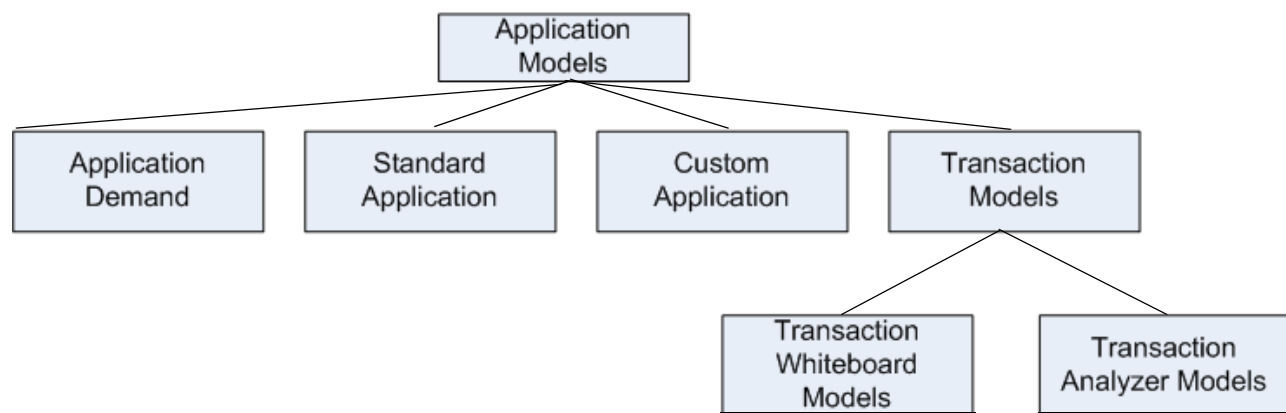 Application
Models
Application
Demand
Standard
Application
Custom
Application
Transaction
Models
Transaction
Whiteboard
Models
Transaction
Analyzer Models